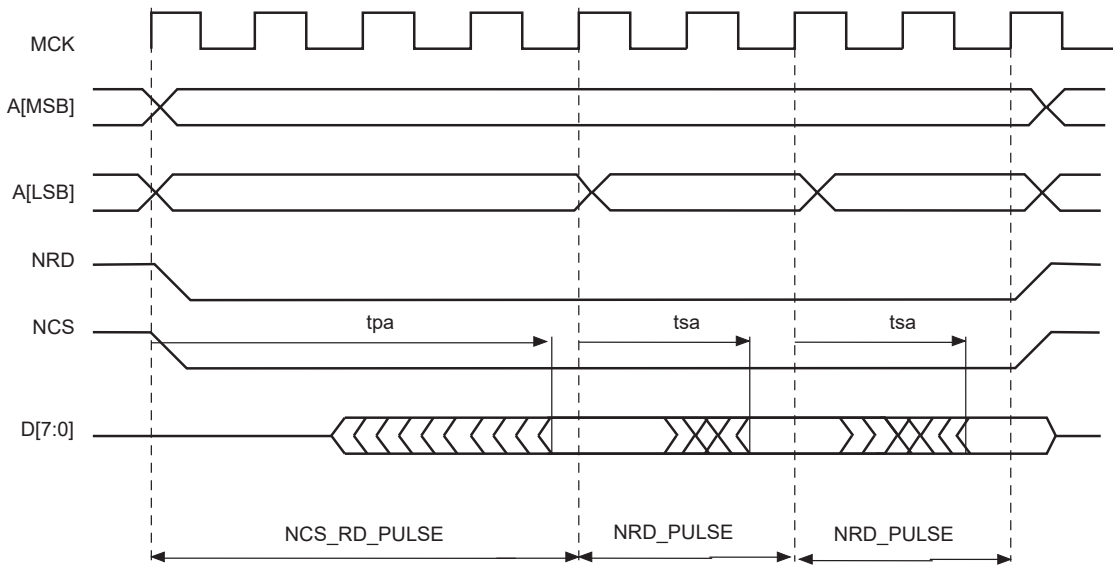 MCK
A[MSB]
A[LSB]
NRD
NCS
tpa
tsa
tsa
D[7:0]
NCS_RD_PULSE
NRD_PULSE
NRD_PULSE